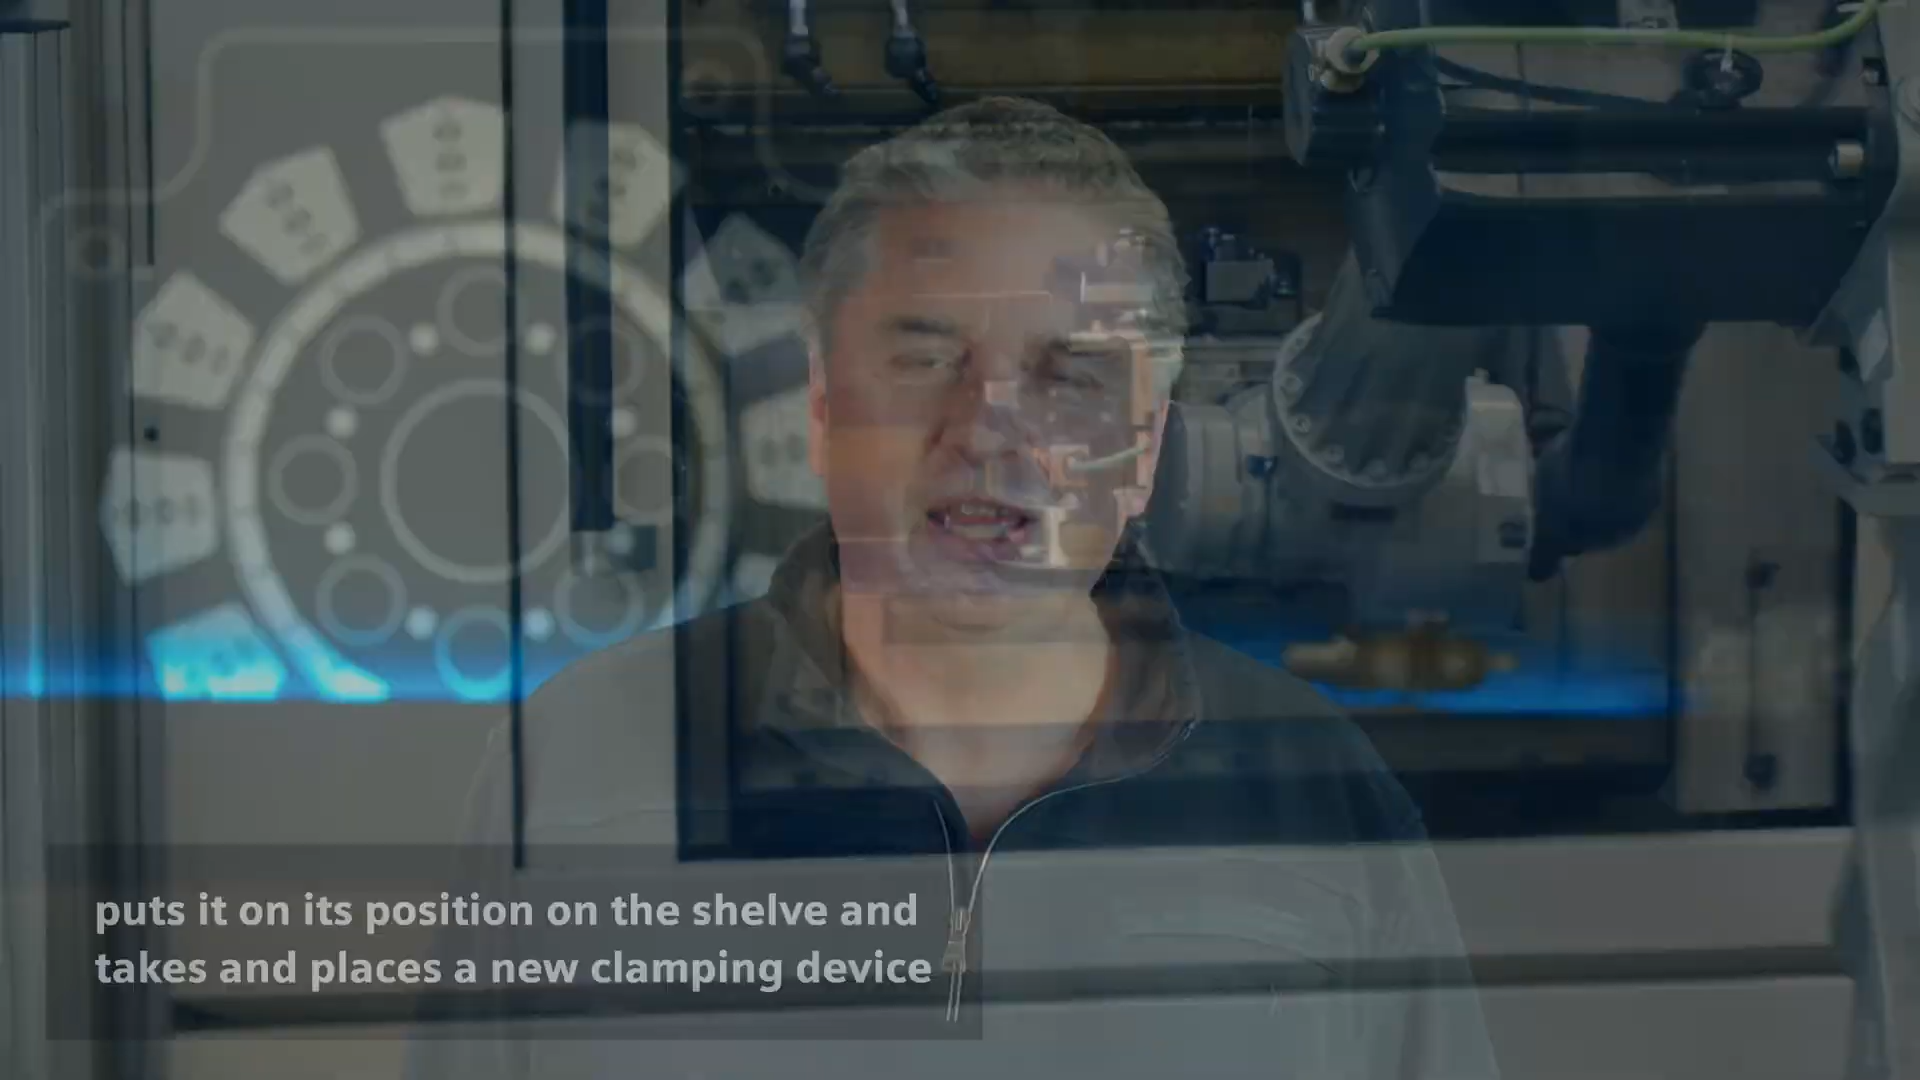 puts it on its position on the shelve and
takes and places a new clamping device